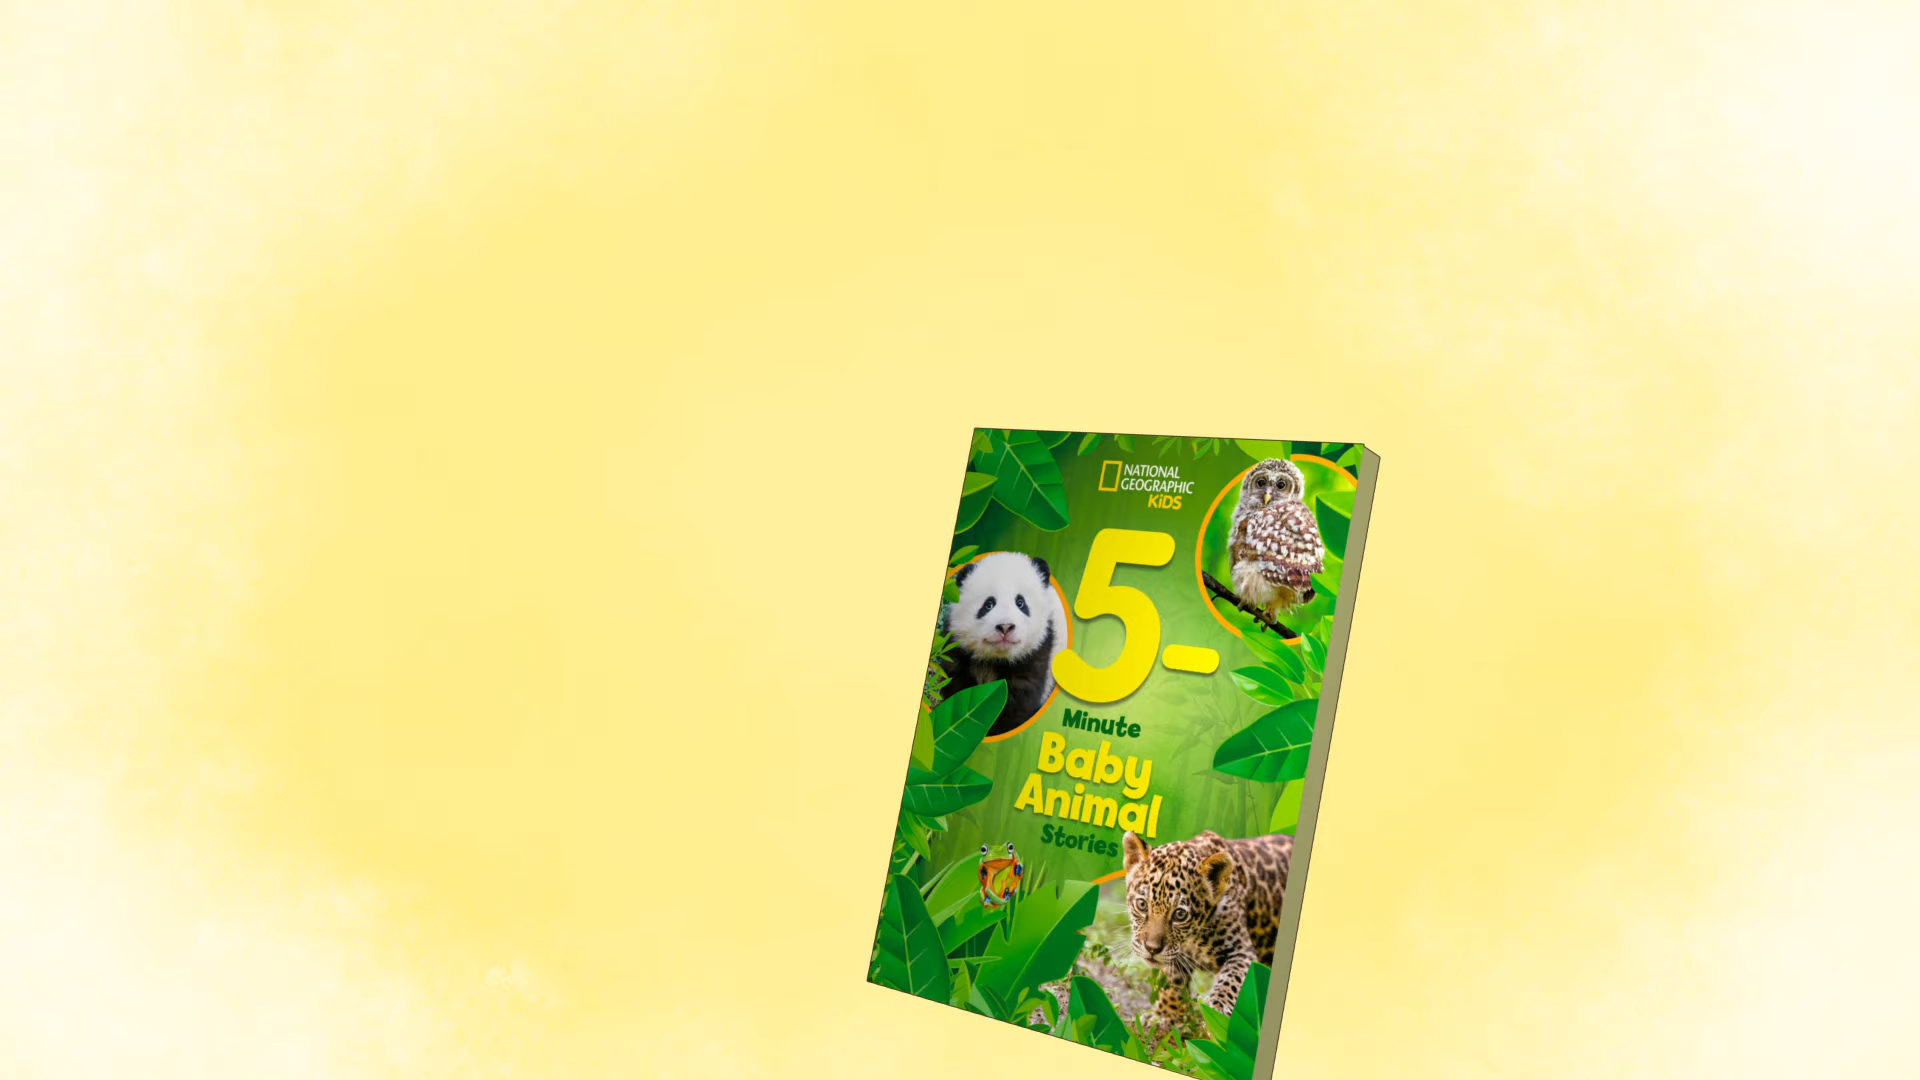 NATIONAL
GEOGRAPHIC
KiDS
5-
Minute
Baby
Animal
Stories